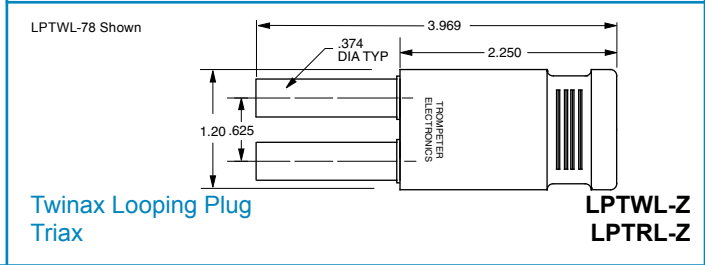 LPTWL-78 Shown
3.969
.374
DIA TYP
2.250
1.20 .625
TROMPETER
ELECTRONICS
Twinax Looping Plug
LPTWL-Z
Triax
LPTRL-Z